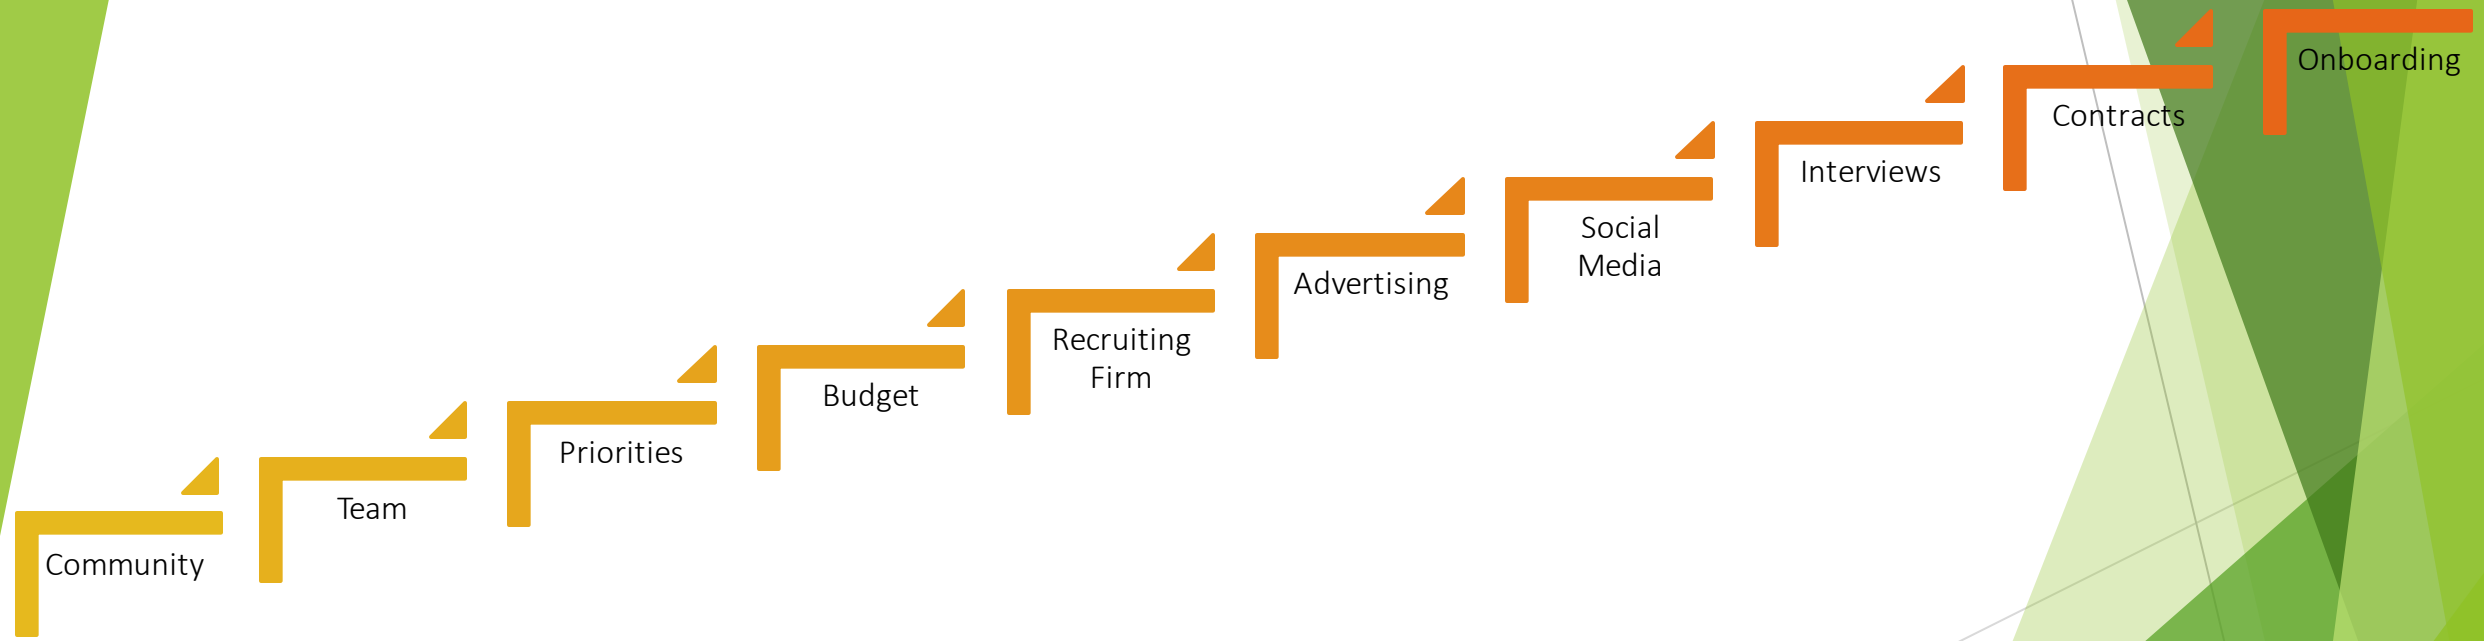 Community
Team
Priorities
Budget
Recruiting
Firm
Advertising
Social
Media
Interviews
Contracts
Onboarding